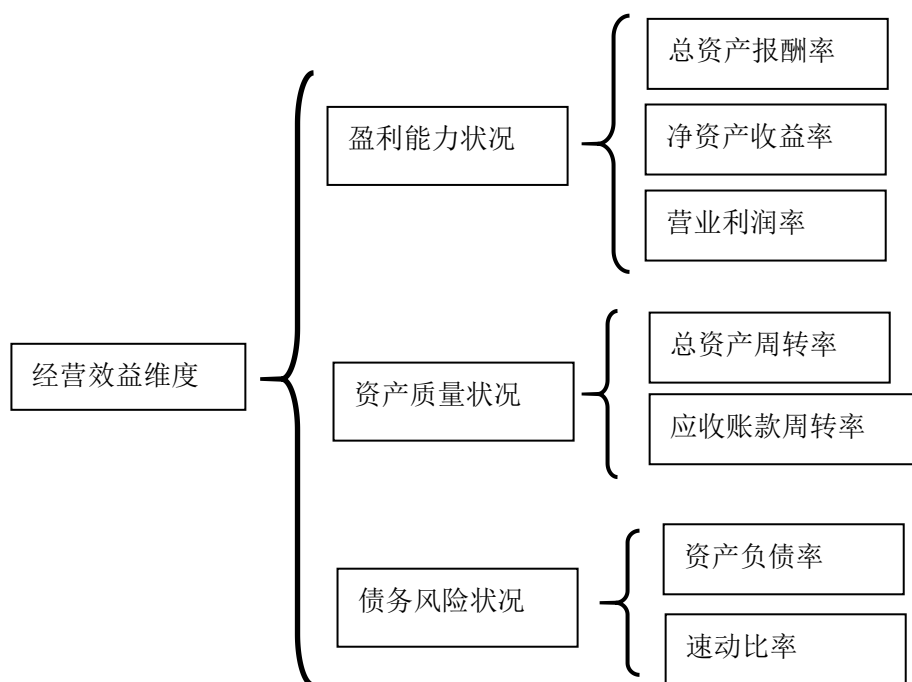 经营效益维度
盈利能力状况
总资产报酬率
净资产收益率
营业利润率
资产质量状况
总资产周转率
应收账款周转率
债务风险状况
资产负债率
速动比率